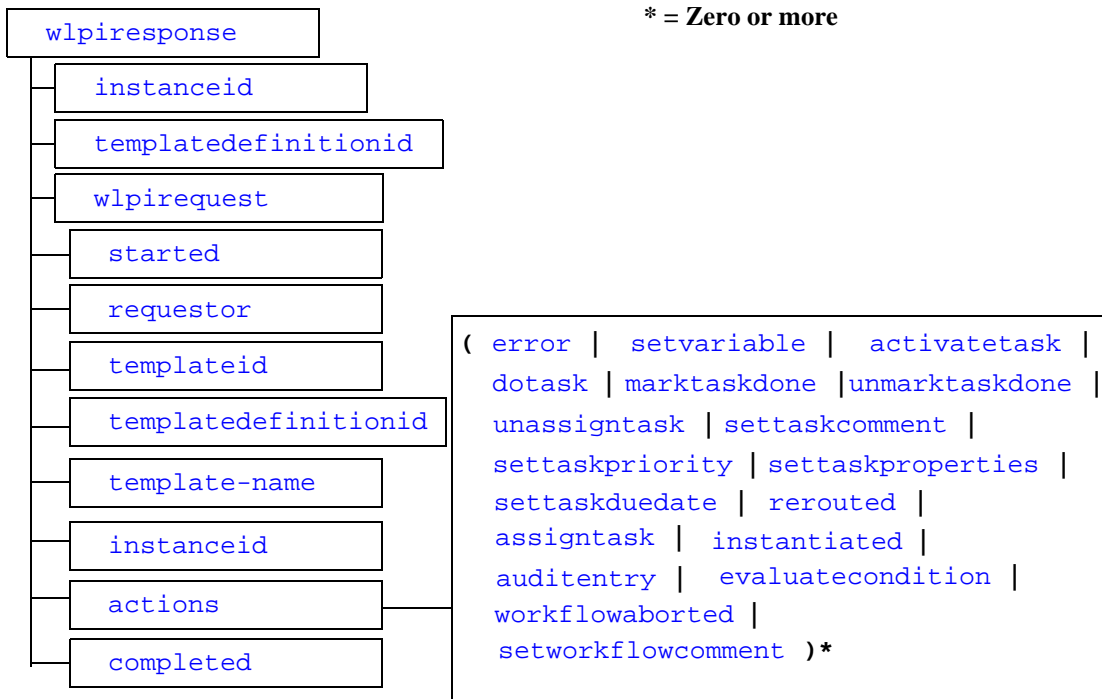 * = Zero or more
wlpiresponse
instanceid
templatedefinitionid
wlpirequest
started
requestor
templateid
templatedefinitionid
template-name
instanceid
actions
completed
( error | setvariable | activatetask |
dotask | marktaskdone |unmarktaskdone |
unassigntask | settaskcomment |
settaskpriority | settaskproperties |
settaskduedate | rerouted |
assigntask | instantiated |
auditentry | evaluatecondition |
workflowaborted |
setworkflowcomment )*